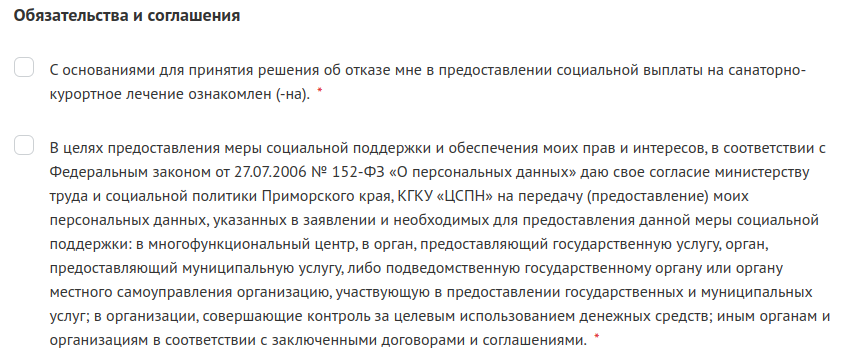 Обязательства и соглашения
С основаниями для принятия решения об отказе мне в предоставлении социальной выплаты на санаторно-
курортное лечение ознакомлен (-на). *
В целях предоставления меры социальной поддержки и обеспечения моих прав и интересов, в соответствии с
Федеральным законом от 27.07.2006 № 152-ФЗ «О персональных данных» даю свое согласие министерству
труда и социальной политики Приморского края, КГКУ «ЦСПН» на передачу (предоставление) моих
персональных данных, указанных в заявлении и необходимых для предоставления данной меры социальной
поддержки: в многофункциональный центр, в орган, предоставляющий государственную услугу, орган,
предоставляющий муниципальную услугу, либо подведомственную государственному органу или органу
местного самоуправления организацию, участвующую в предоставлении государственных и муниципальных
услуг; в организации, совершающие контроль за целевым использованием денежных средств; иным органам и
организациям в соответствии с заключенными договорами и соглашениями. *